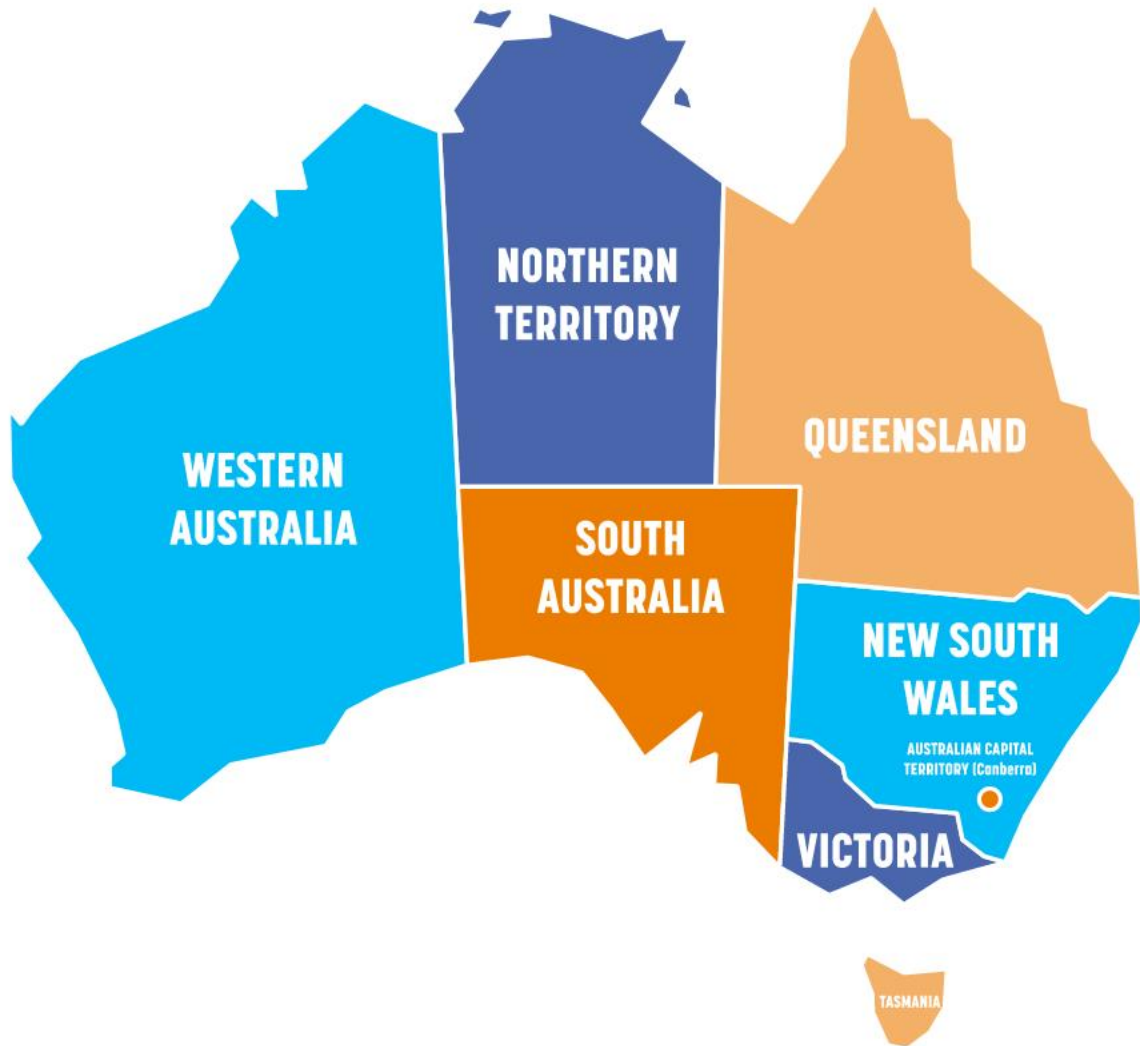 NORTHERN
TERRITORY
QUEENSLAND
WESTERN
AUSTRALIA
SOUTH
AUSTRALIA
NEW SOUTH
WALES
AUSTRALIAN CAPITAL
TERRITORY (Canberra)
VICTORIA
TASMANIA